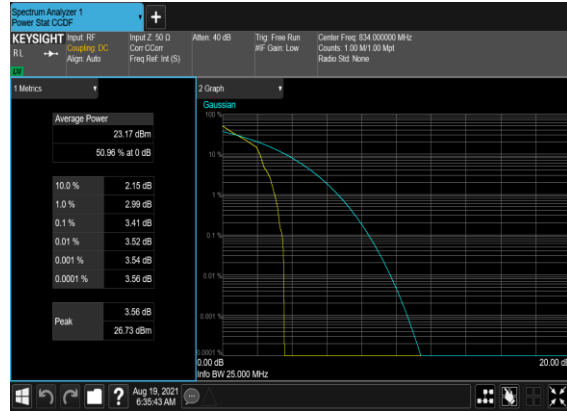 Spectrum Analyzer 1
Power Stat CCDF
KEYSIGHT
RL
Input: RF
Coupling: DC
Align: Auto
Input Z: 50 Ω
Corr CCorr
Freq Ref: Int (S)
Atten: 40 dB
Trig: Free Run
#IF Gain: Low
Center Freq: 834.000000 MHz
Counts: 1.00 M/1.00 Mpt
Radio Std: None
1 Metrics
Average Power
23.17 dBm
50.96 % at 0 dB
10.0 % 2.15 dB
1.0 % 2.99 dB
0.1 % 3.41 dB
0.01 % 3.52 dB
0.001 % 3.54 dB
0.0001 % 3.56 dB
Peak
3.56 dB
26.73 dBm
2 Graph
Gaussian
100 %
10 %
1 %
0.1 %
0.01 %
0.001 %
0.0001 %
0.00 dB
20.00 dB
Info BW 25.000 MHz
?
Aug 19, 2021
6:35:43 AM